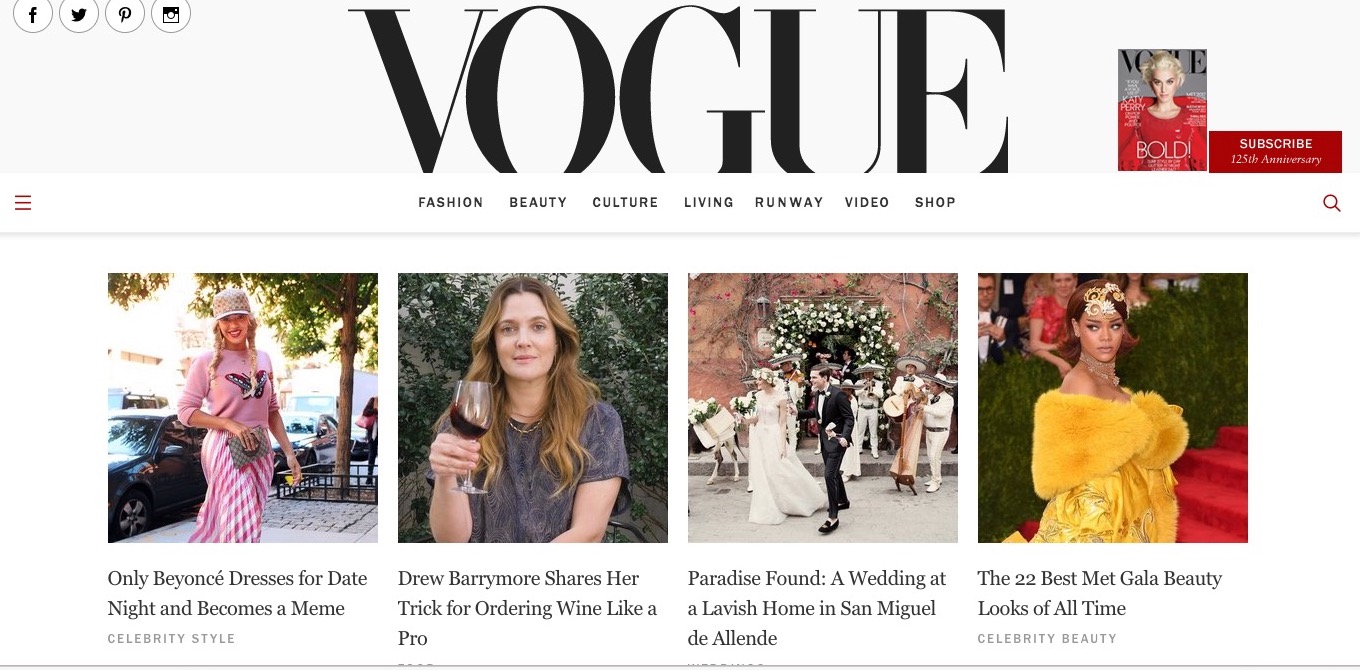 VOGUE
VOGUE
KATY
PERRY
BOLD!
SUBSCRIBE
125th Anniversary
FASHION BEAUTY CULTURE LIVING RUNWAY VIDEO SHOP
Only Beyoncé Dresses for Date
Night and Becomes a Meme
CELEBRITY STYLE
Drew Barrymore Shares Her
Trick for Ordering Wine Like a
Pro
Paradise Found: A Wedding at
a Lavish Home in San Miguel
de Allende
The 22 Best Met Gala Beauty
Looks of All Time
CELEBRITY BEAUTY